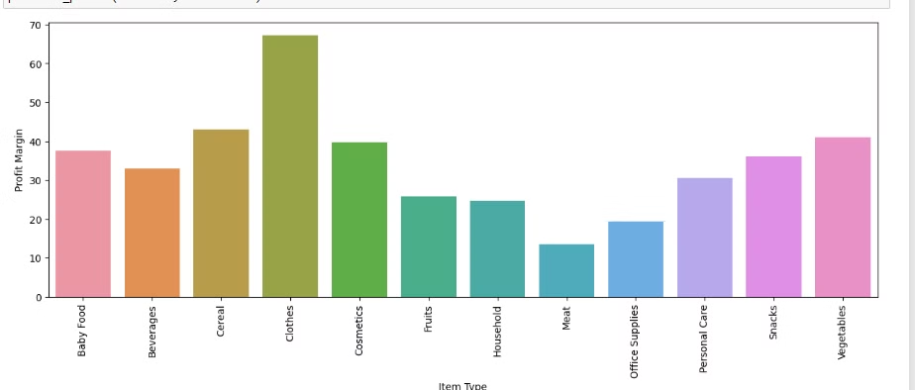 70
60
50
40
30
20
10
0
Profit Margin
Baby Food
Beverages
Cereal
Clothes
Cosmetics
Fruits
Household
Meat
Office Supplies
Personal Care
Snacks
Vegetables
Item Type